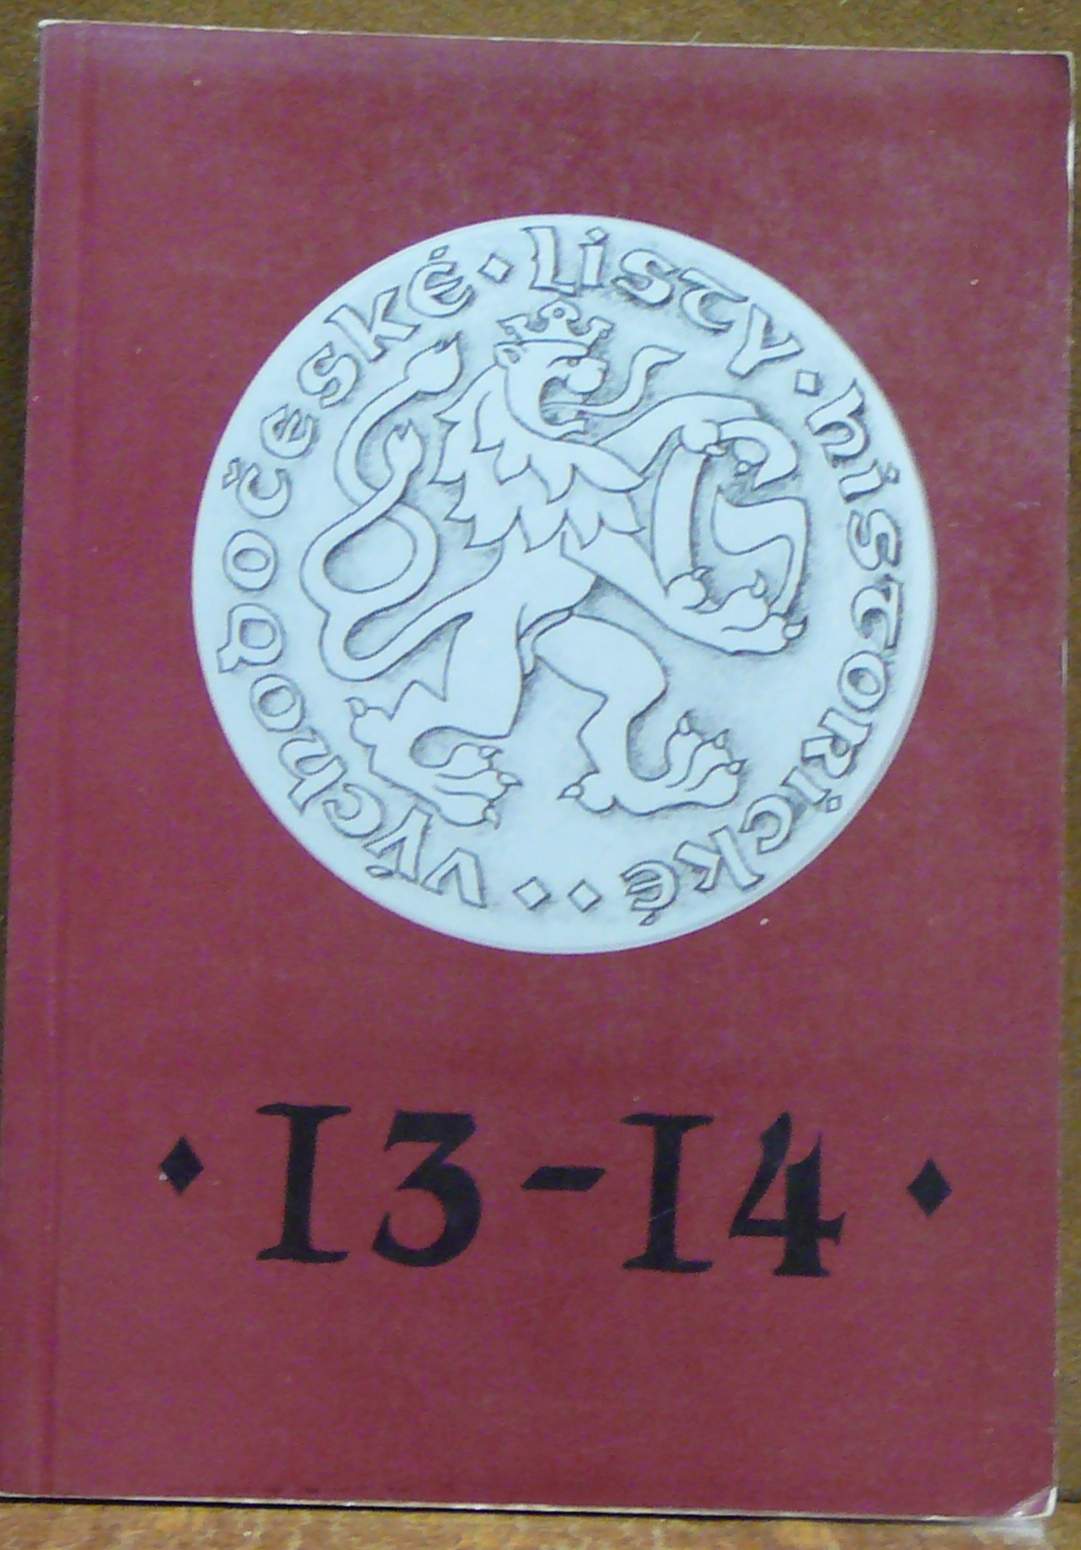 východočeské · Listy · historické ··
· 13-14 ·